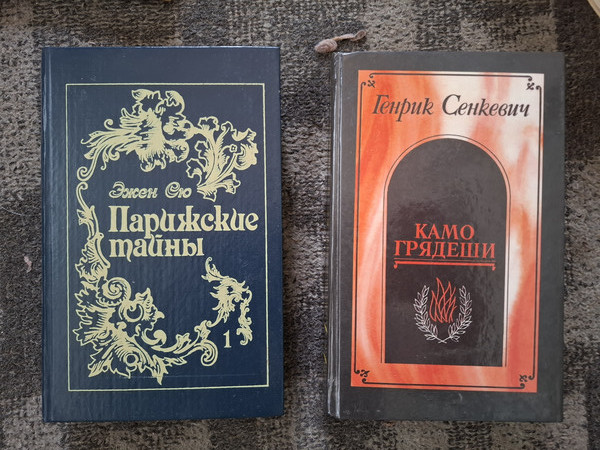 Эжен Сю
Парижские
тайны
1
Генрик Сенкевич
КАМО
ГРЯДЕШИ